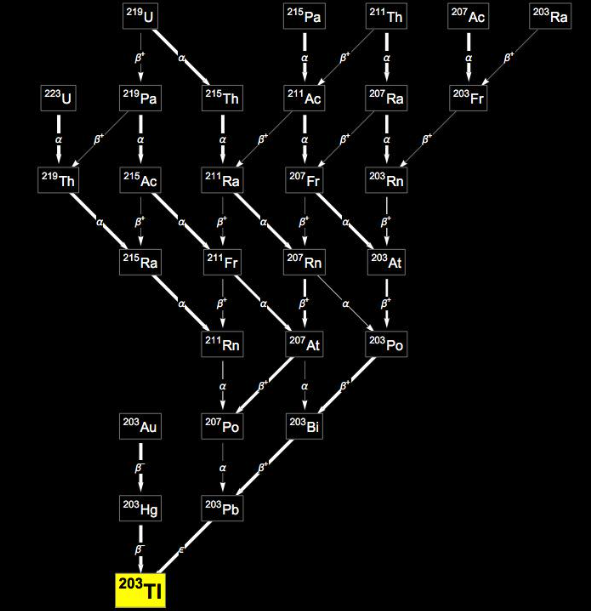 ²¹⁹U ²¹⁵Pa ²¹¹Th ²⁰⁷Ac ²⁰³Ra
β⁺ α α β⁺ α α β⁺
²²³U ²¹⁹Pa ²¹⁵Th ²¹¹Ac ²⁰⁷Ra ²⁰³Fr
α β⁺ α α β⁺ α β⁺ α β⁺
²¹⁹Th ²¹⁵Ac ²¹¹Ra ²⁰⁷Fr ²⁰³Rn
α β⁺ α β⁺ α β⁺ α β⁺
²¹⁵Ra ²¹¹Fr ²⁰⁷Rn ²⁰³At
α β⁺ α β⁺ α β⁺
²¹¹Rn ²⁰⁷At ²⁰³Po
α β⁺ α β⁺
²⁰³Au ²⁰⁷Po ²⁰³Bi
β⁻ α β⁺
²⁰³Hg ²⁰³Pb
β⁻ ε
²⁰³Tl